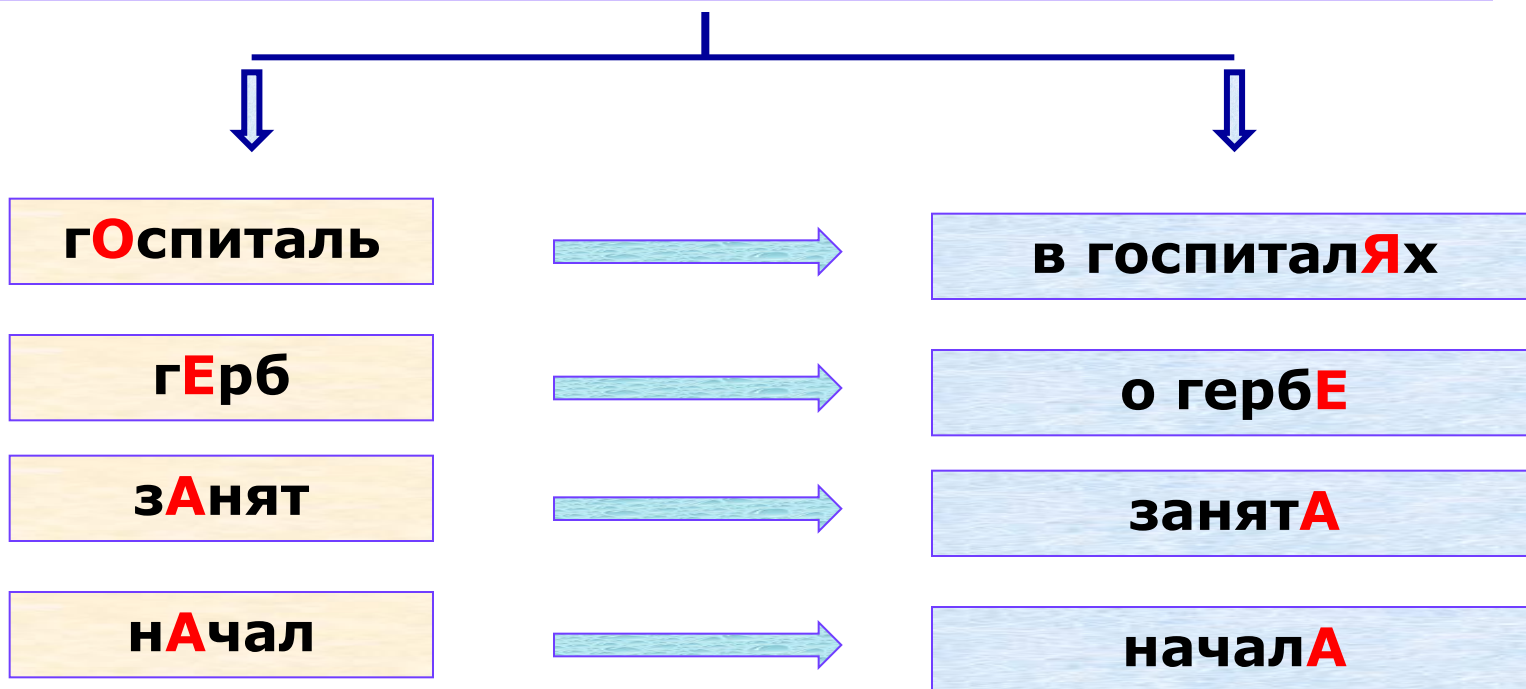 гОспиталь
в госпиталЯх
гЕрб
о гербЕ
зАнят
занятА
нАчал
началА